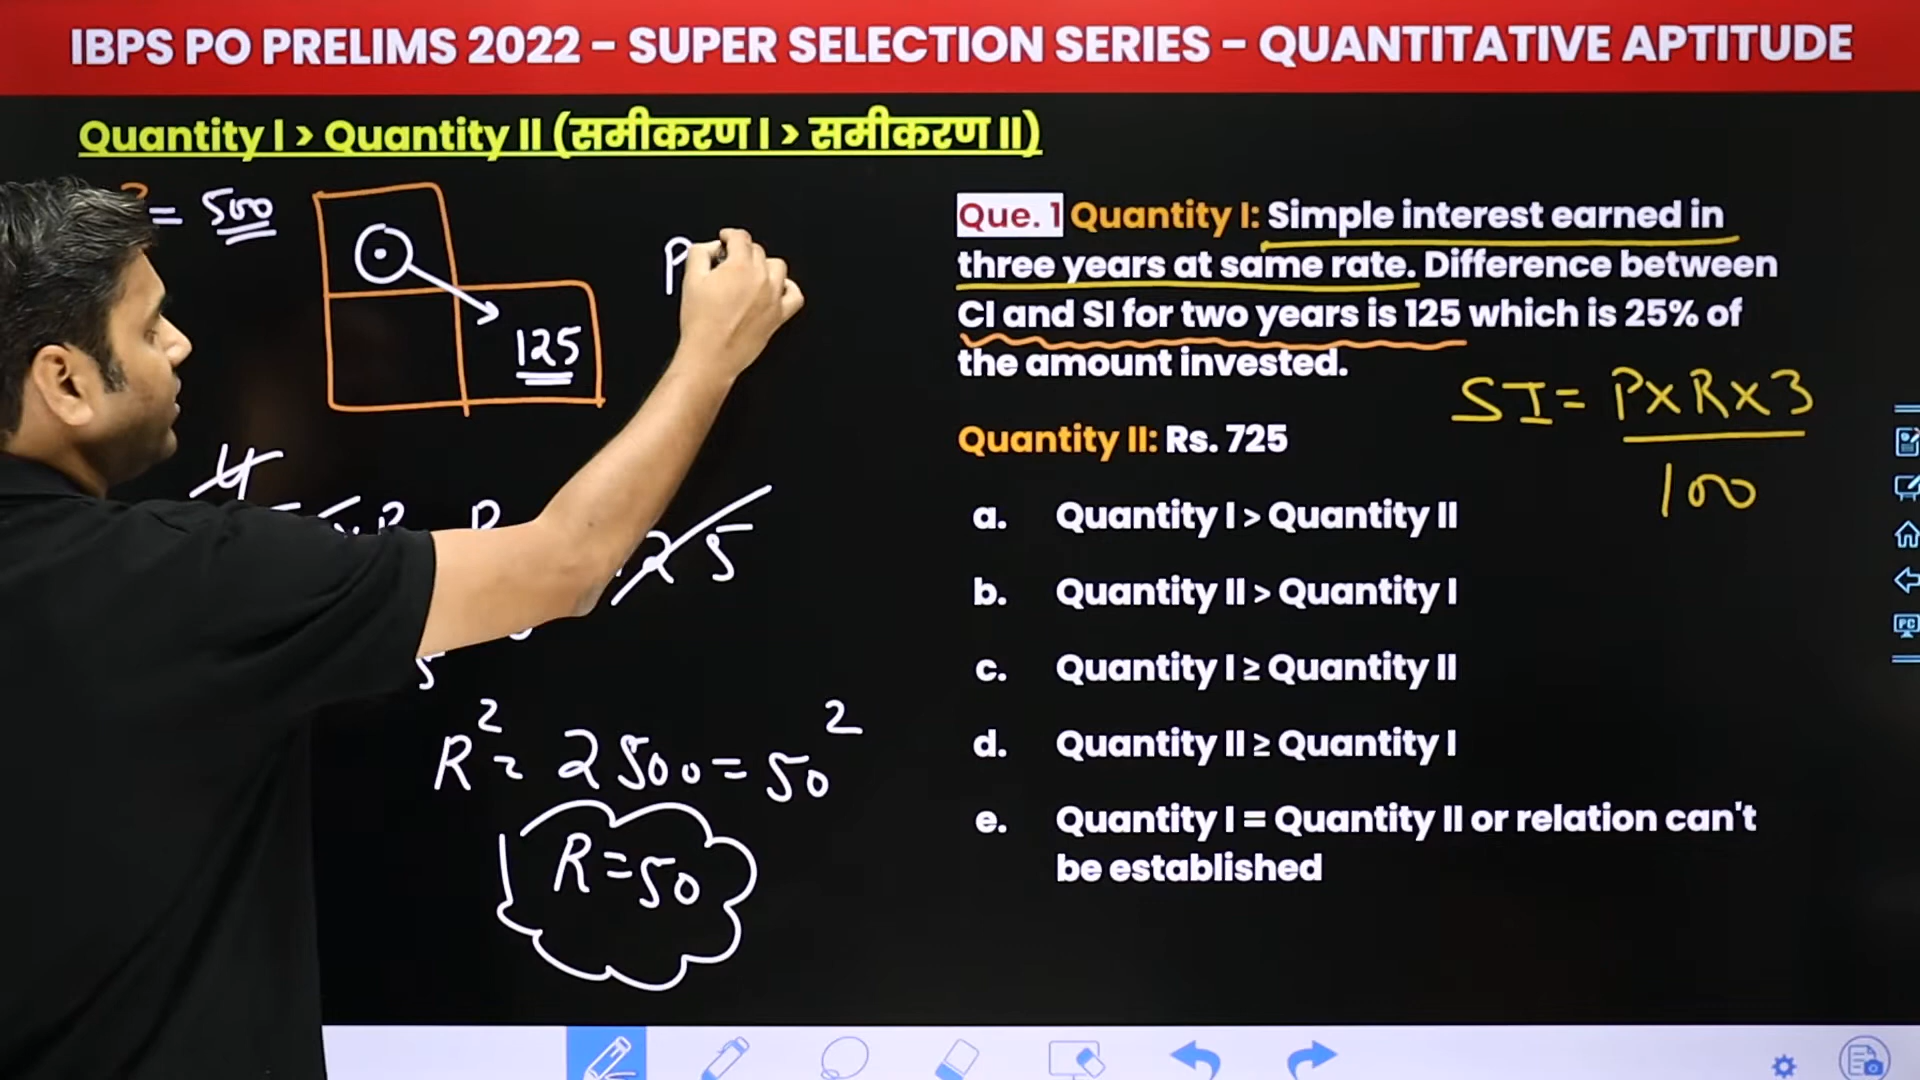 IBPS PO PRELIMS 2022 - SUPER SELECTION SERIES - QUANTITATIVE APTITUDE
Quantity I > Quantity II (समीकरण I > समीकरण II)
= 500
125
P
Que. 1 Quantity I: Simple interest earned in
three years at same rate. Difference between
CI and SI for two years is 125 which is 25% of
the amount invested.
SI = P×R×3
100
Quantity II: Rs. 725
a. Quantity I > Quantity II
b. Quantity II > Quantity I
c. Quantity I ≥ Quantity II
d. Quantity II ≥ Quantity I
e. Quantity I = Quantity II or relation can't
be established
4
25
5
R² = 2500 = 50²
R = 50
PC